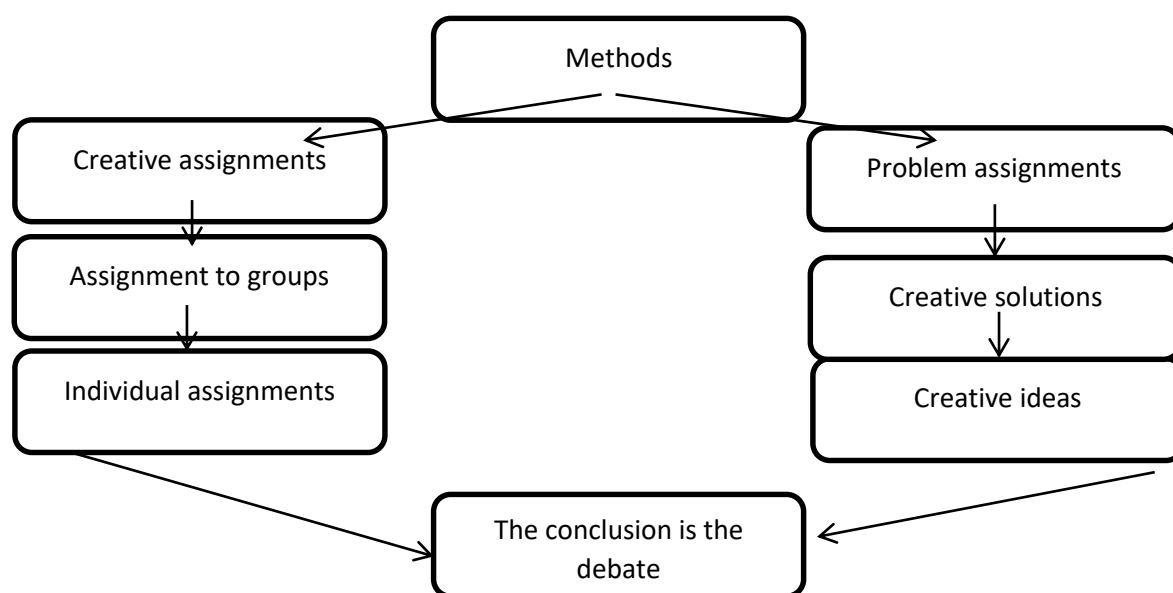 Methods
Creative assignments
Problem assignments
Assignment to groups
Creative solutions
Individual assignments
Creative ideas
The conclusion is the
debate